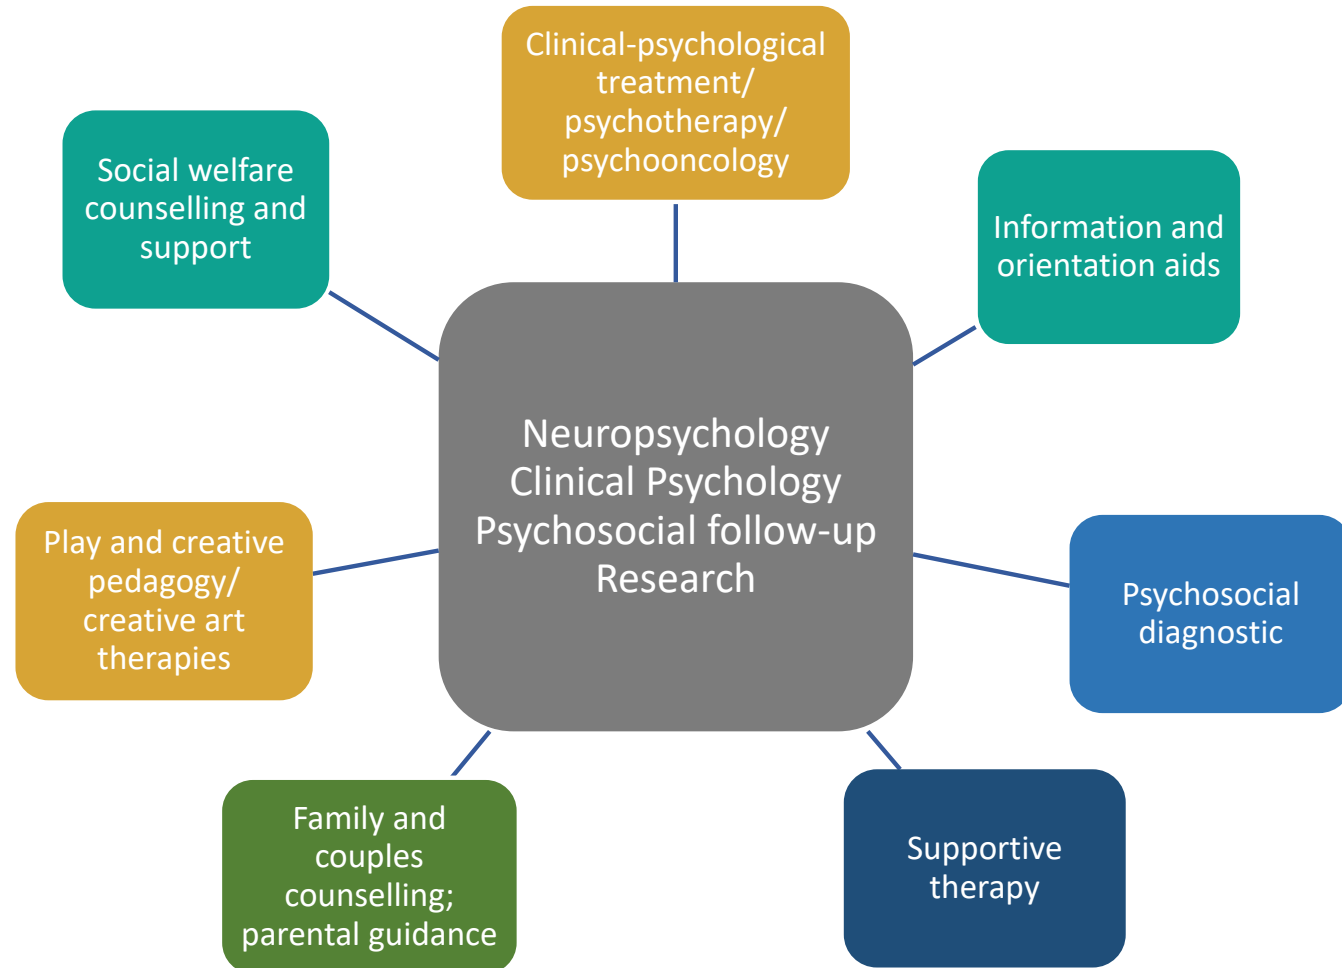 Clinical-psychological
treatment/
psychotherapy/
psychooncology
Social welfare
counselling and
support
Information and
orientation aids
Neuropsychology
Clinical Psychology
Psychosocial follow-up
Research
Play and creative
pedagogy/
creative art
therapies
Psychosocial
diagnostic
Family and
couples
counselling;
parental guidance
Supportive
therapy